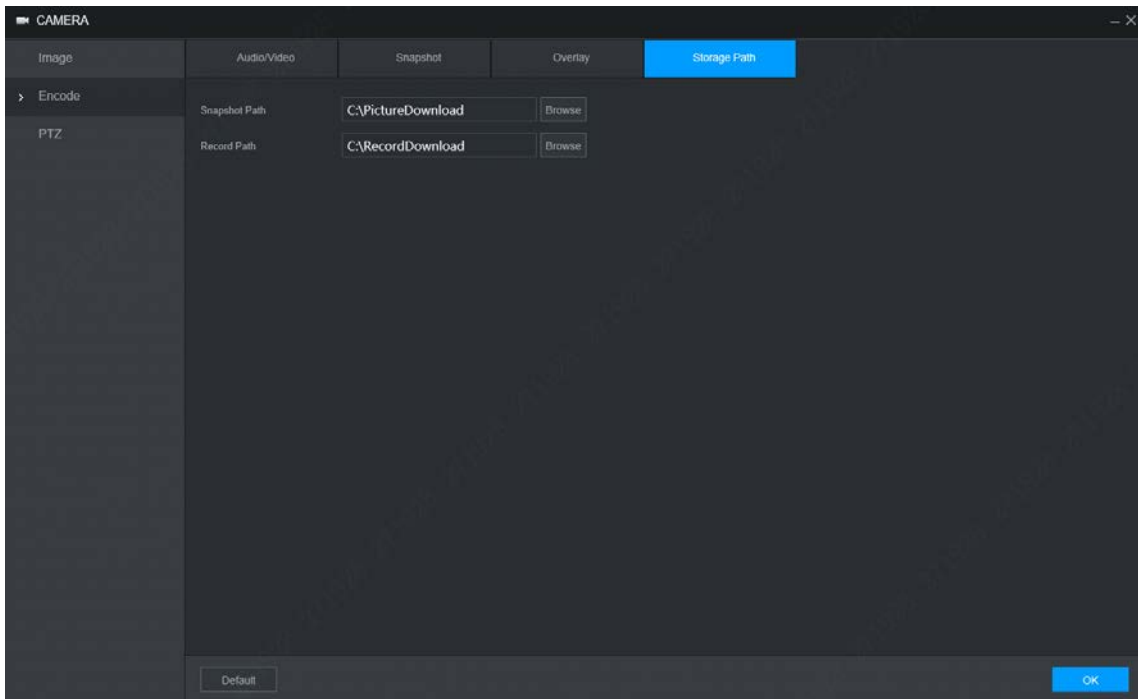 CAMERA
Image
Encode
PTZ
Audio/Video
Snapshot
Overlay
Storage Path
Snapshot Path
C:\PictureDownload
Browse
Record Path
C:\RecordDownload
Browse
Default
OK